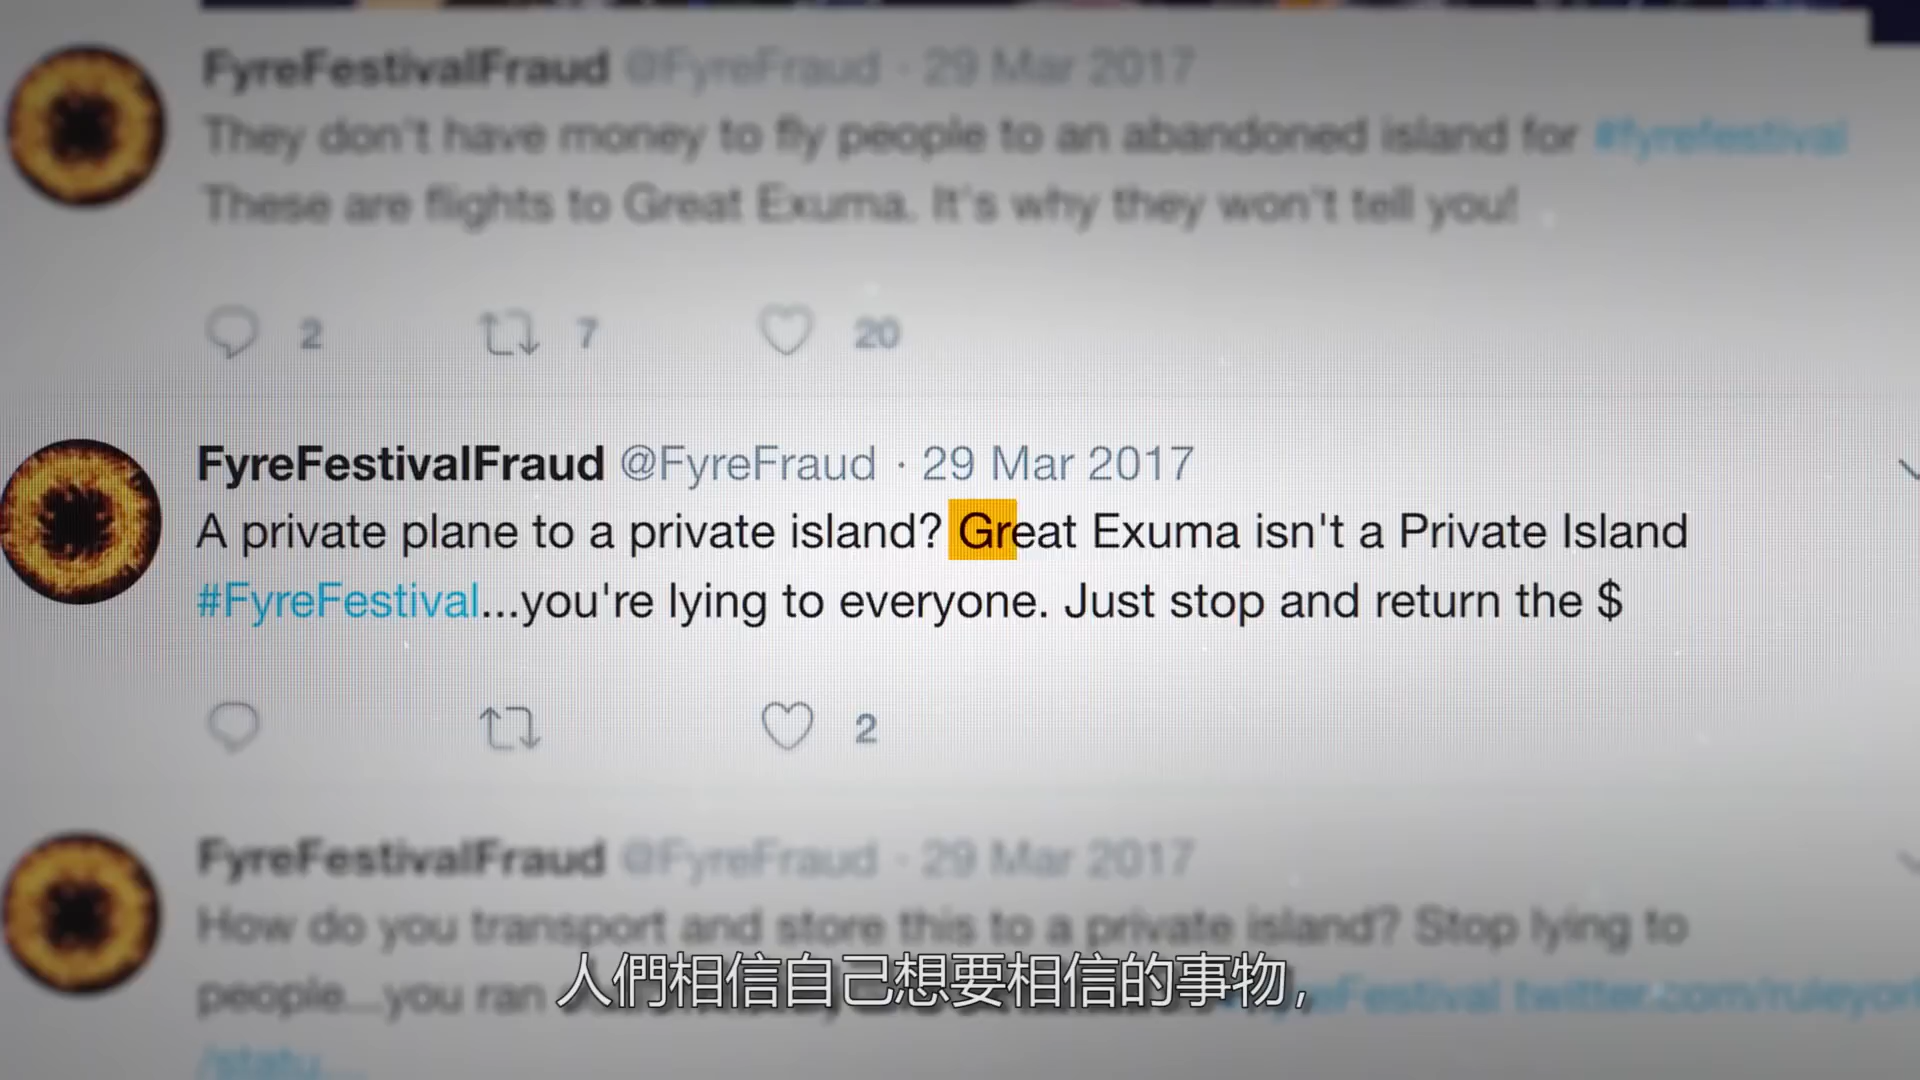 FyreFestivalFraud @FyreFraud · 29 Mar 2017
They don't have money to fly people to an abandoned island for #fyrefestival
These are flights to Great Exuma. It's why they won't tell you!
2 7 20
FyreFestivalFraud @FyreFraud · 29 Mar 2017
A private plane to a private island? Great Exuma isn't a Private Island
#FyreFestival...you're lying to everyone. Just stop and return the $
2
FyreFestivalFraud @FyreFraud · 29 Mar 2017
How do you transport and store this to a private island? Stop lying to
people...you ran
人們相信自己想要相信的事物，
/statu...